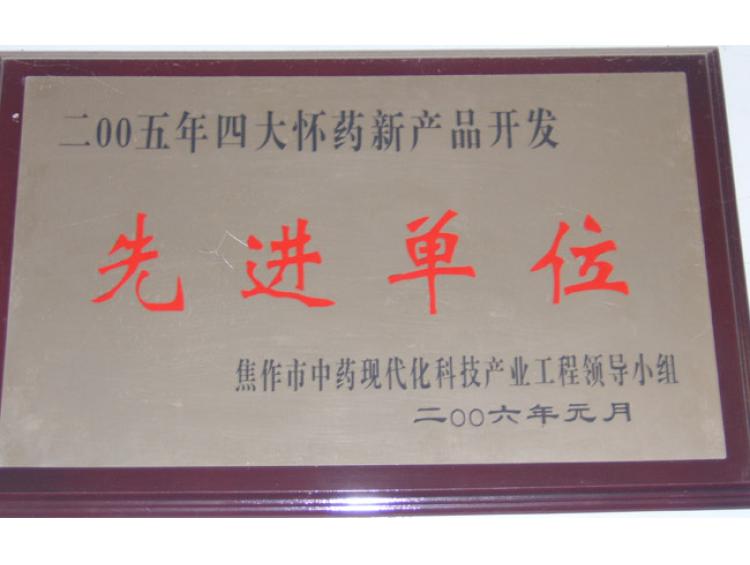 二00五年四大怀药新产品开发
先进单位
焦作市中药现代化科技产业工程领导小组
二00六年元月